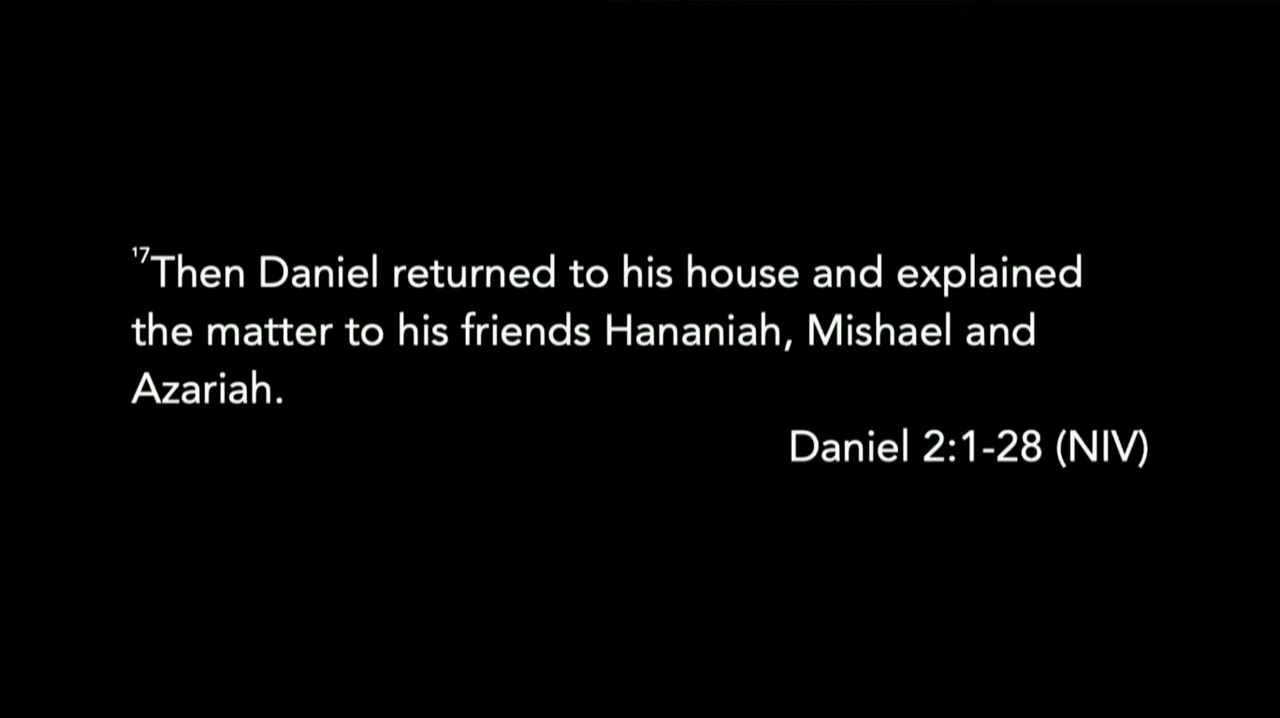 ¹⁷Then Daniel returned to his house and explained
the matter to his friends Hananiah, Mishael and
Azariah.
Daniel 2:1-28 (NIV)